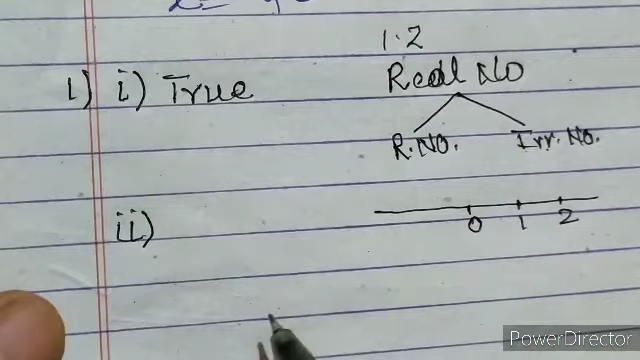 1.2
1) i) True
Real No
R.No.
Irr.No.
ii)
0 1 2
PowerDirector